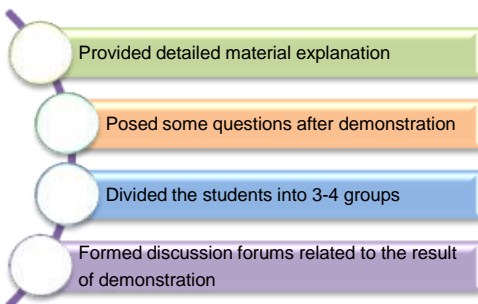 Provided detailed material explanation
Posed some questions after demonstration
Divided the students into 3-4 groups
Formed discussion forums related to the result
of demonstration